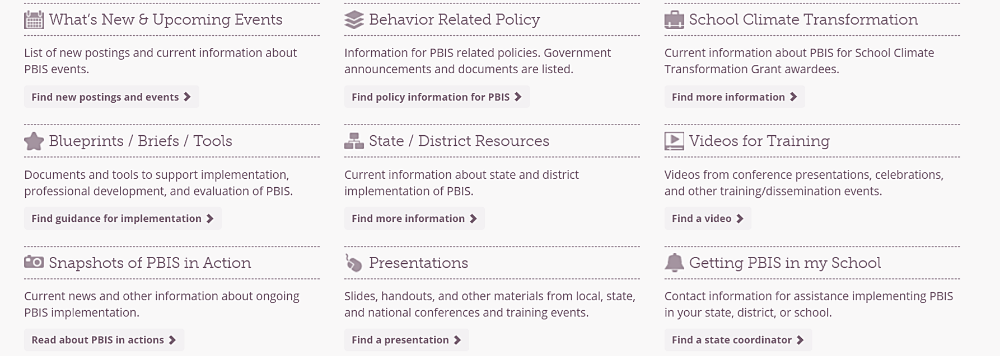 What's New & Upcoming Events
List of new postings and current information about
PBIS events.
Find new postings and events
Behavior Related Policy
Information for PBIS related policies. Government
announcements and documents are listed.
Find policy information for PBIS
School Climate Transformation
Current information about PBIS for School Climate
Transformation Grant awardees.
Find more information
Blueprints / Briefs / Tools
Documents and tools to support implementation,
professional development, and evaluation of PBIS.
Find guidance for implementation
State / District Resources
Current information about state and district
implementation of PBIS.
Find more information
Videos for Training
Videos from conference presentations, celebrations,
and other training/dissemination events.
Find a video
Snapshots of PBIS in Action
Current news and other information about ongoing
PBIS implementation.
Read about PBIS in actions
Presentations
Slides, handouts, and other materials from local, state,
and national conferences and training events.
Find a presentation
Getting PBIS in my School
Contact information for assistance implementing PBIS
in your state, district, or school.
Find a state coordinator